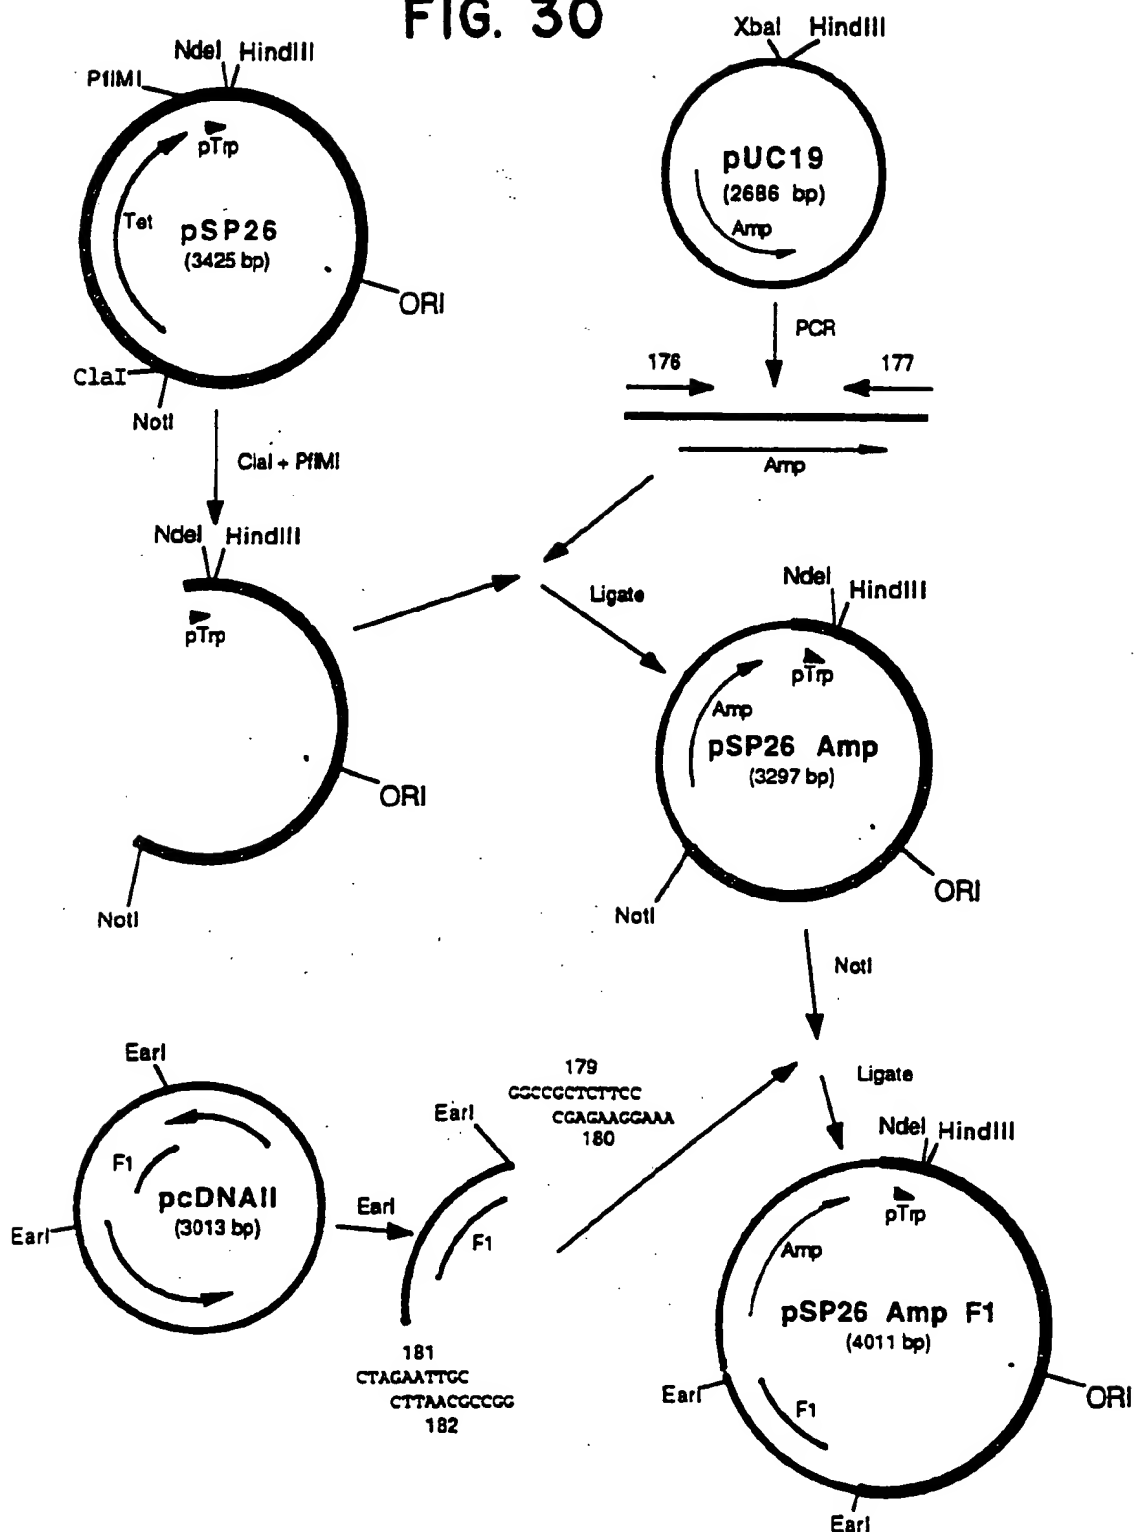 FIG. 30
NdeI HindIII
PflMI
pTrp
Tet
pSP26
(3425 bp)
ORI
ClaI
NotI
XbaI HindIII
pUC19
(2686 bp)
Amp
PCR
176
177
Amp
ClaI + PflMI
NdeI HindIII
pTrp
ORI
NotI
Ligate
NdeI
HindIII
pTrp
Amp
pSP26 Amp
(3297 bp)
ORI
NotI
NotI
EarI
F1
pcDNAII
(3013 bp)
EarI
EarI
EarI
F1
179
GGCCGCTCTTCC
CGAGAAGGAAA
180
181
CTAGAATTGC
CTTAACGCCGG
182
Ligate
NdeI HindIII
pTrp
Amp
pSP26 Amp F1
(4011 bp)
EarI
F1
ORI
EarI